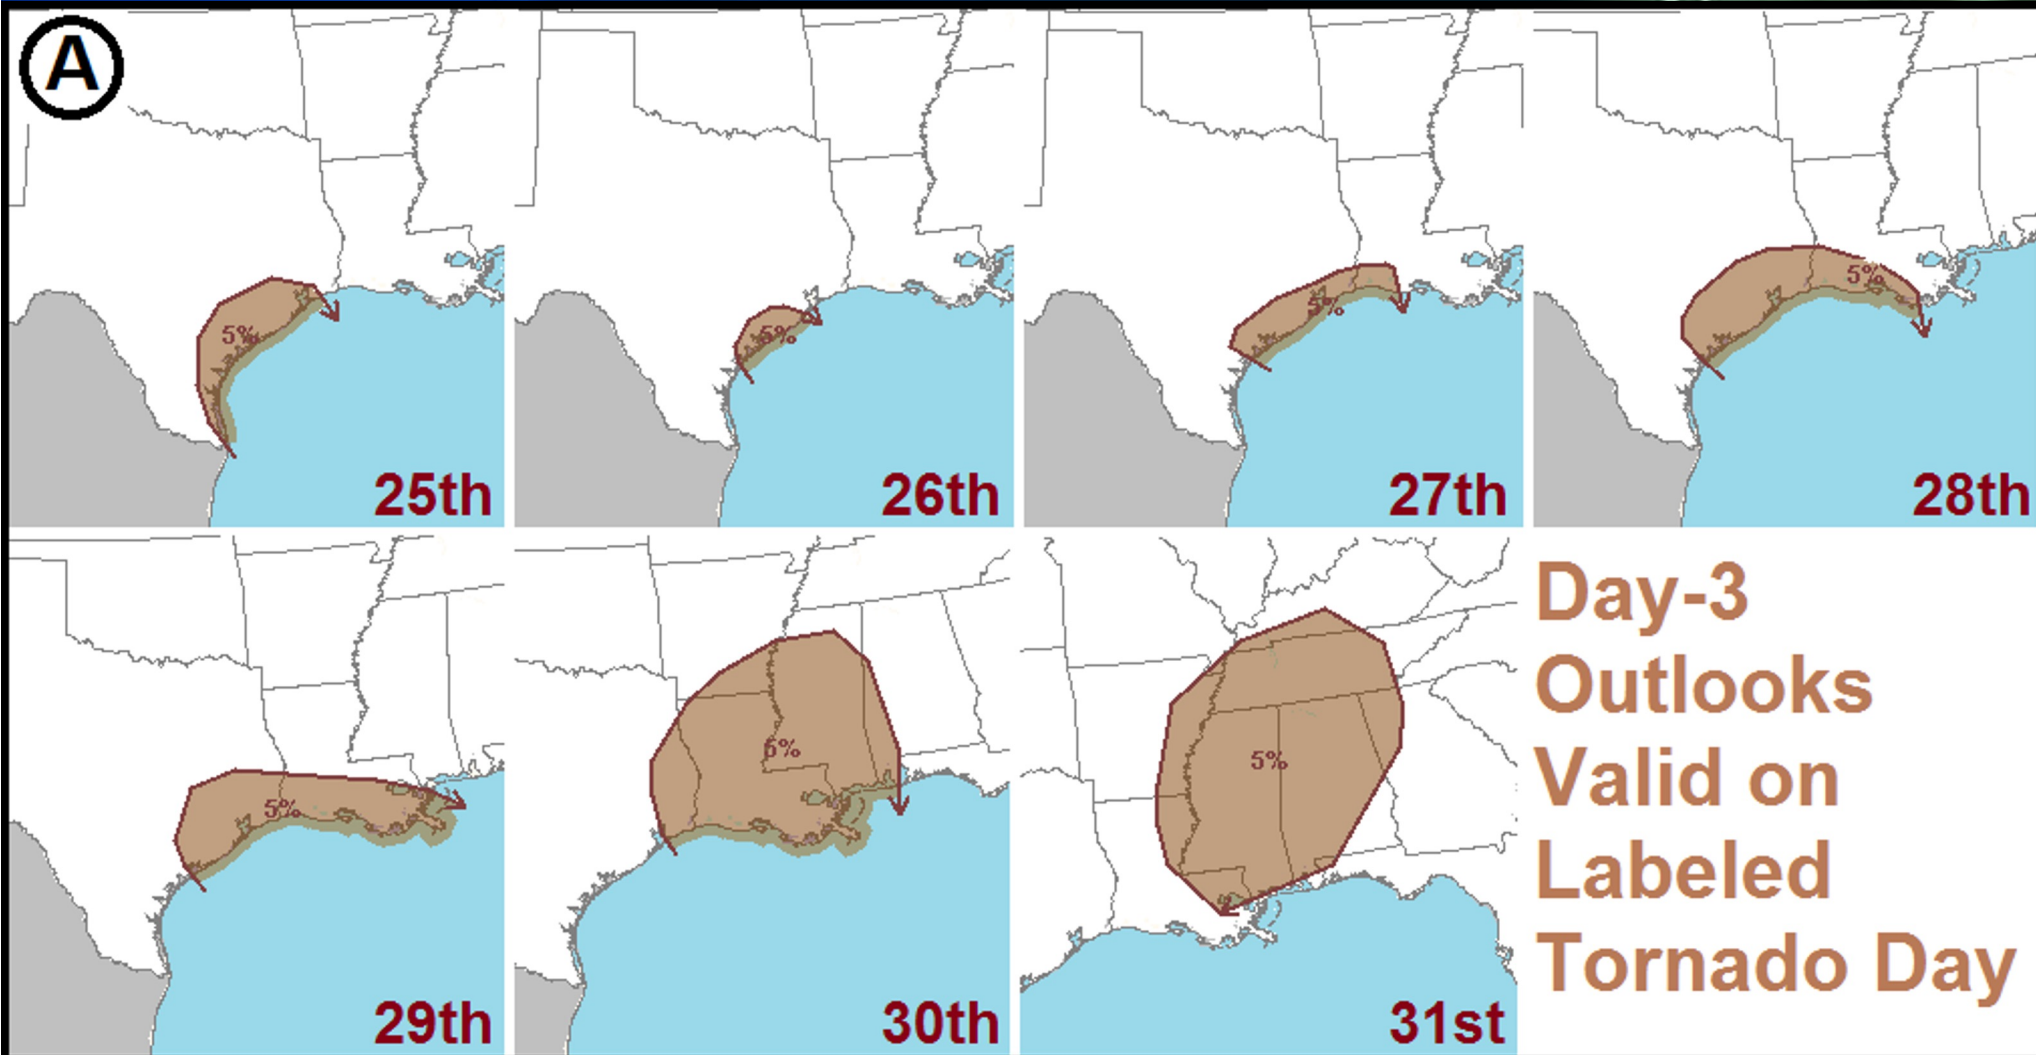 A
5%
25th
5%
26th
5%
27th
5%
28th
5%
29th
5%
30th
5%
31st
Day-3
Outlooks
Valid on
Labeled
Tornado Day